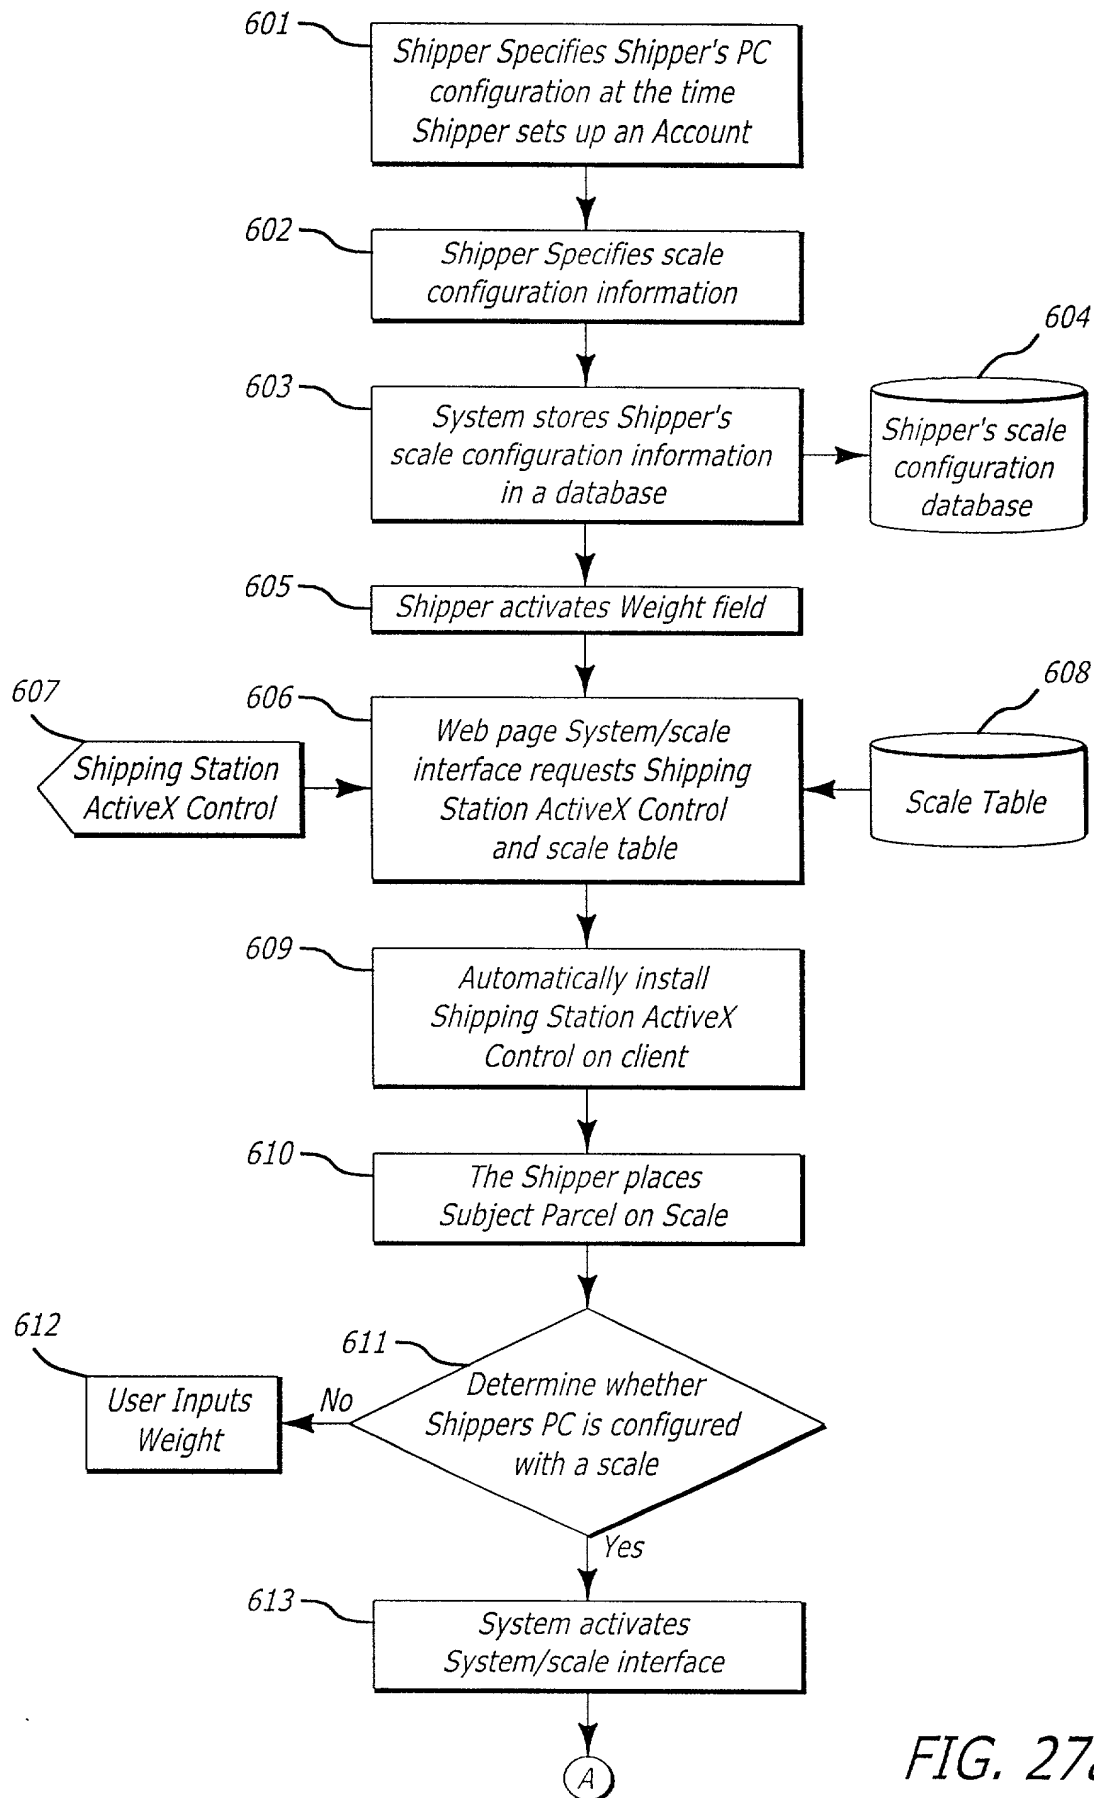 601
Shipper Specifies Shipper's PC
configuration at the time
Shipper sets up an Account
602
Shipper Specifies scale
configuration information
603
System stores Shipper's
scale configuration information
in a database
604
Shipper's scale
configuration
database
605
Shipper activates Weight field
606
Web page System/scale
interface requests Shipping
Station ActiveX Control
and scale table
607
Shipping Station
ActiveX Control
608
Scale Table
609
Automatically install
Shipping Station ActiveX
Control on client
610
The Shipper places
Subject Parcel on Scale
611
Determine whether
Shippers PC is configured
with a scale
No
612
User Inputs
Weight
Yes
613
System activates
System/scale interface
A
FIG. 27a